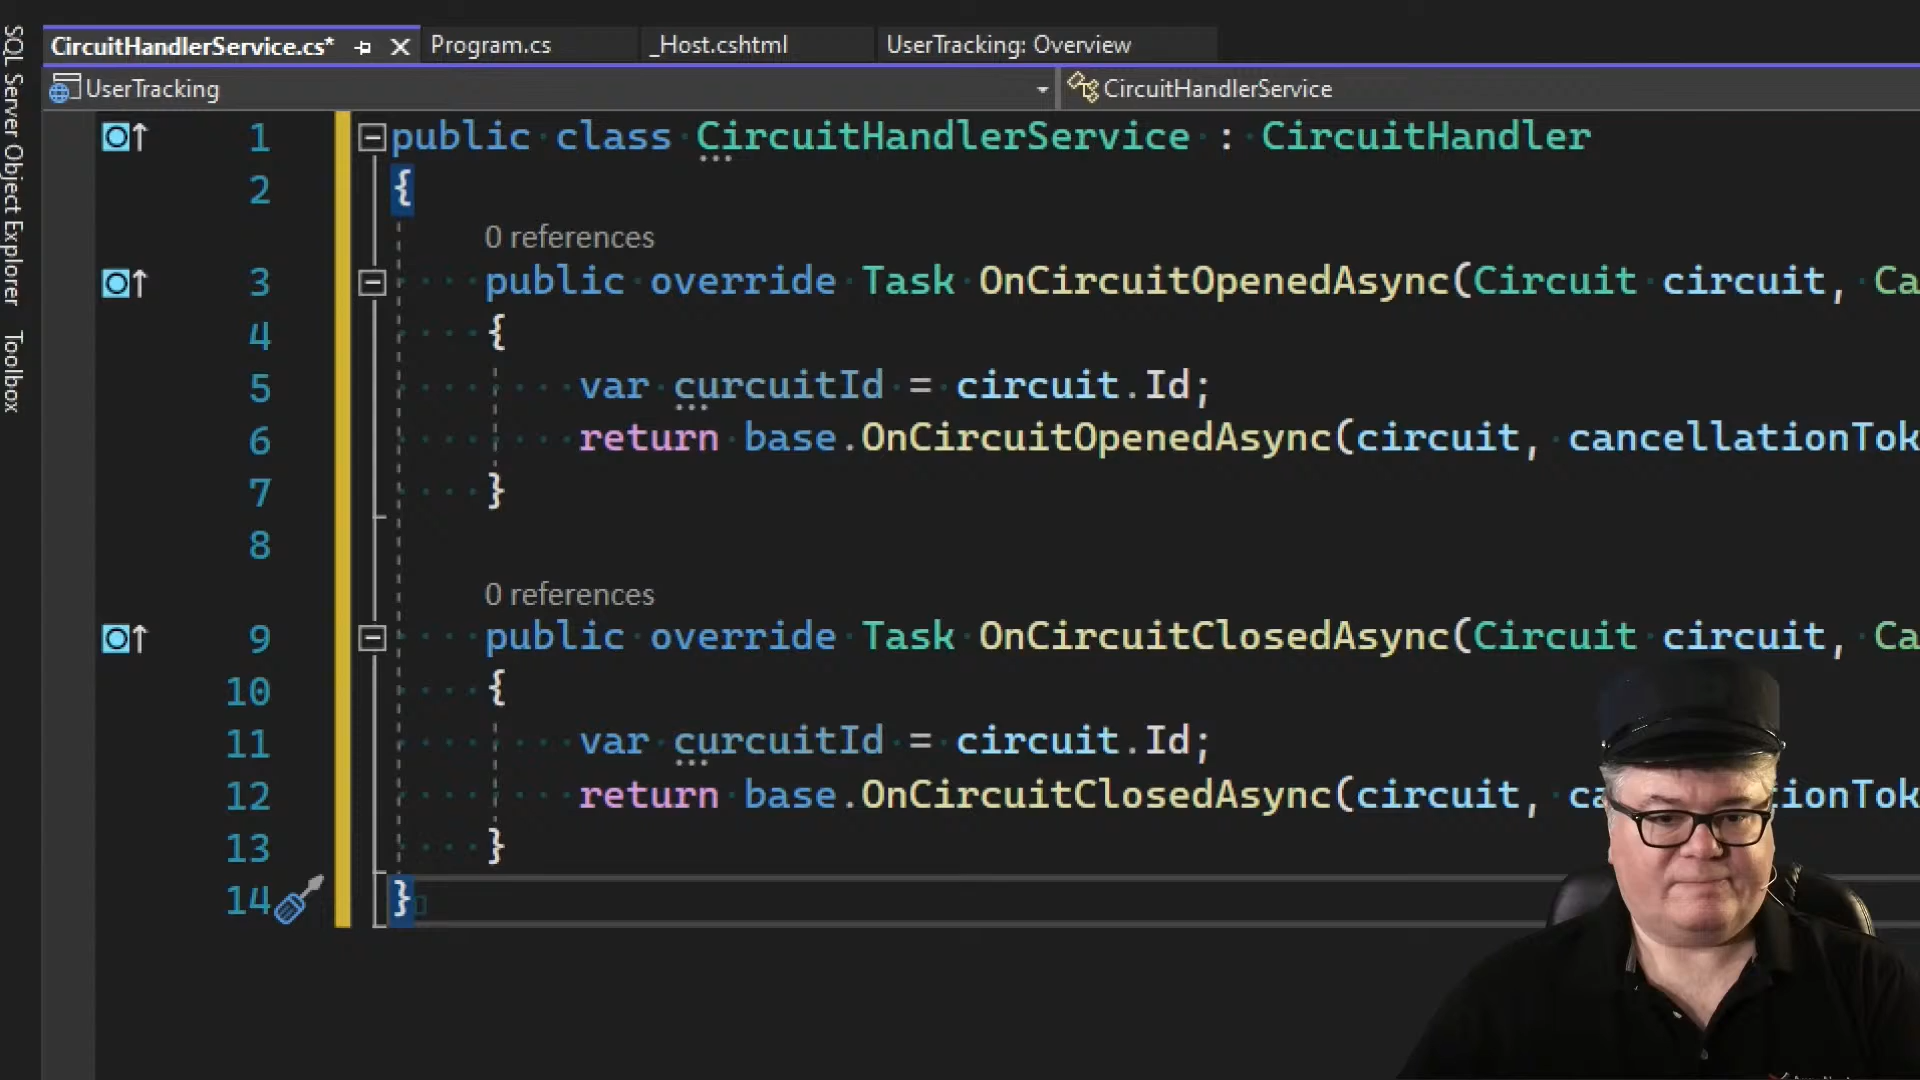 CircuitHandlerService.cs*
Program.cs
_Host.cshtml
UserTracking: Overview
SQL Server Object Explorer
Toolbox
UserTracking
CircuitHandlerService
1 public class CircuitHandlerService : CircuitHandler
2 {
0 references
3 public override Task OnCircuitOpenedAsync(Circuit circuit, Ca
4 {
5 var curcuitId = circuit.Id;
6 return base.OnCircuitOpenedAsync(circuit, cancellationTok
7 }
8
0 references
9 public override Task OnCircuitClosedAsync(Circuit circuit, Ca
10 {
11 var curcuitId = circuit.Id;
12 return base.OnCircuitClosedAsync(circuit, ca ionTok
13 }
14 }